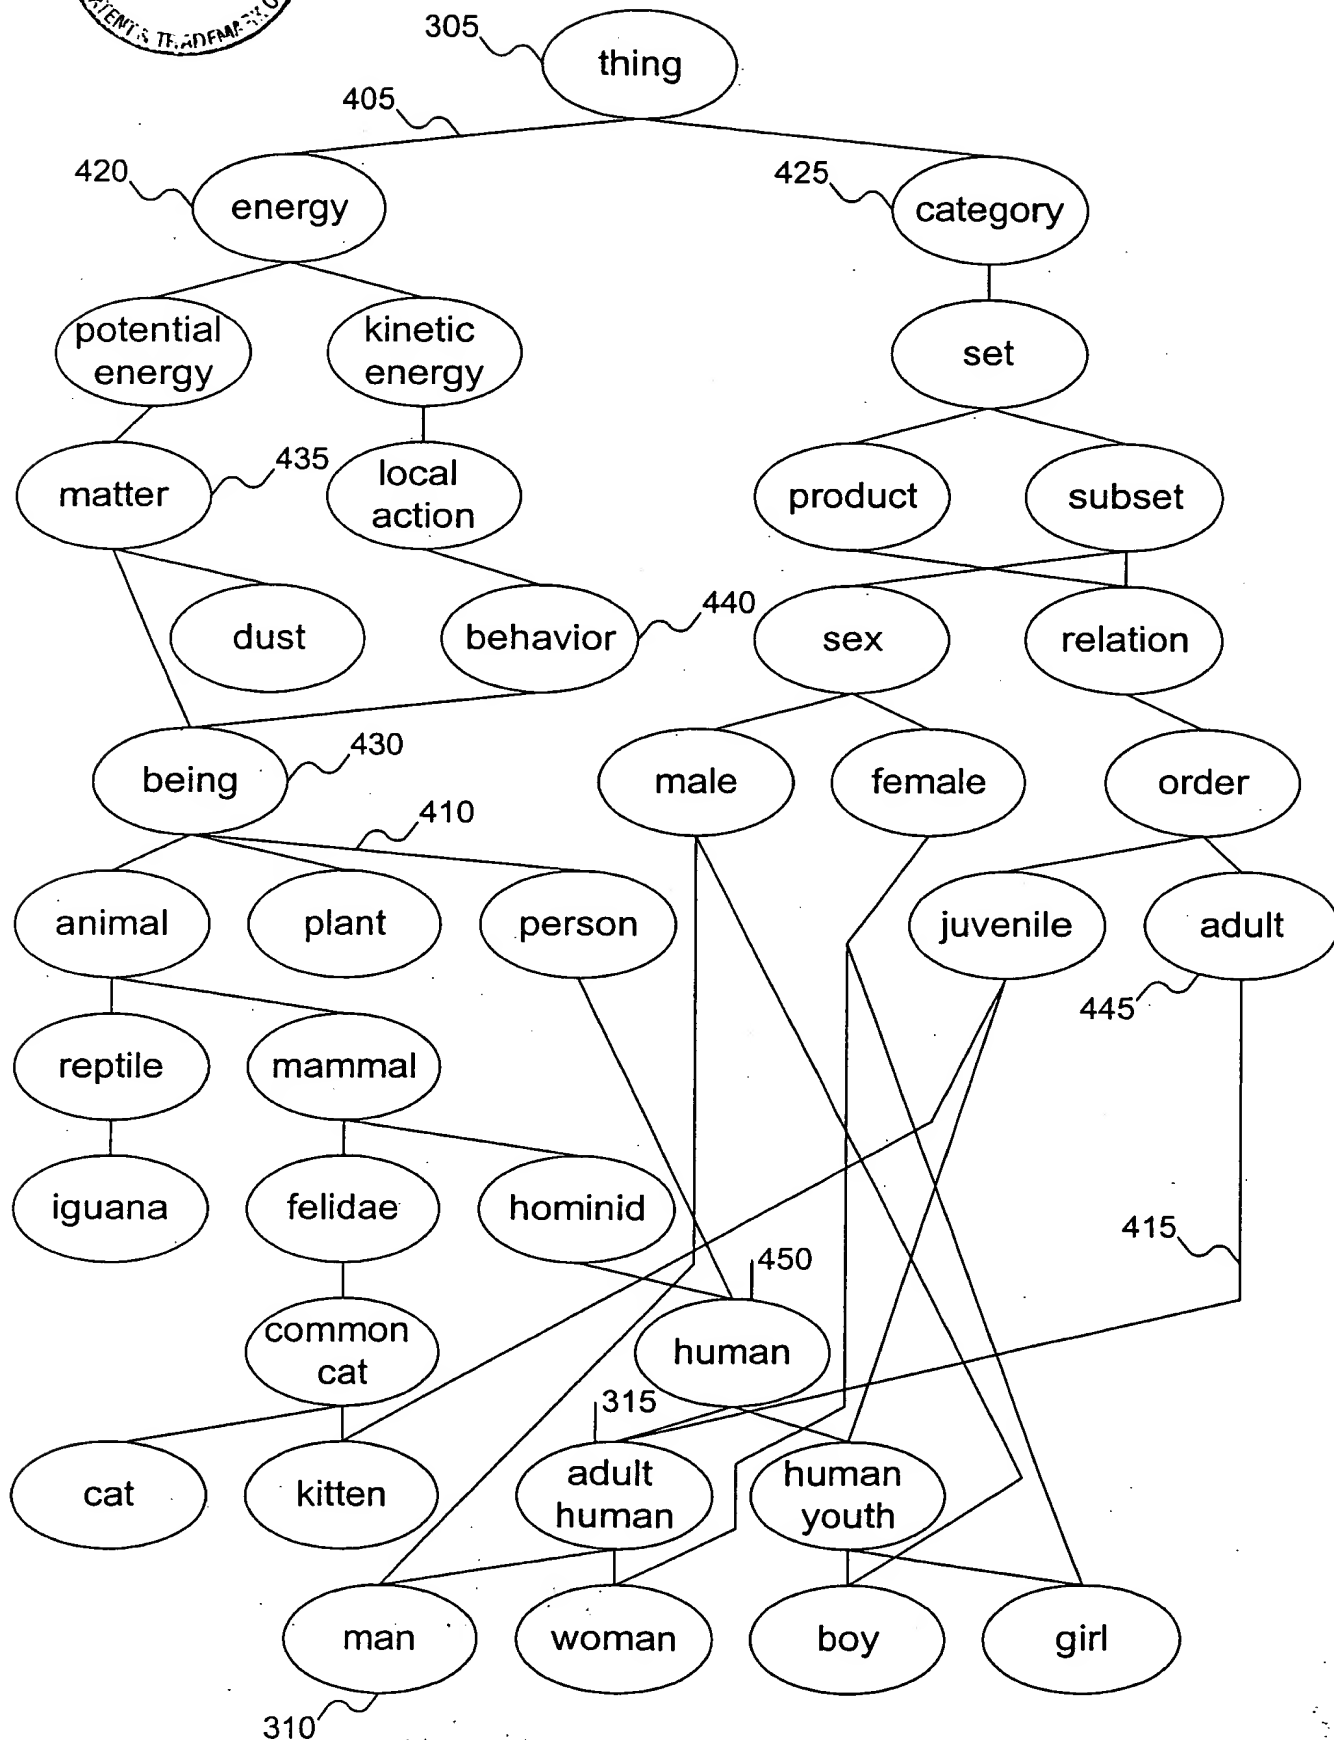 PATENT & TRADEMARK O
305
thing
405
420
energy
425
category
potential
energy
kinetic
energy
set
matter
435
local
action
product
subset
dust
behavior
440
sex
relation
being
430
male
female
order
410
animal
plant
person
juvenile
adult
445
reptile
mammal
iguana
felidae
hominid
415
450
common
cat
human
315
cat
kitten
adult
human
human
youth
man
woman
boy
girl
310